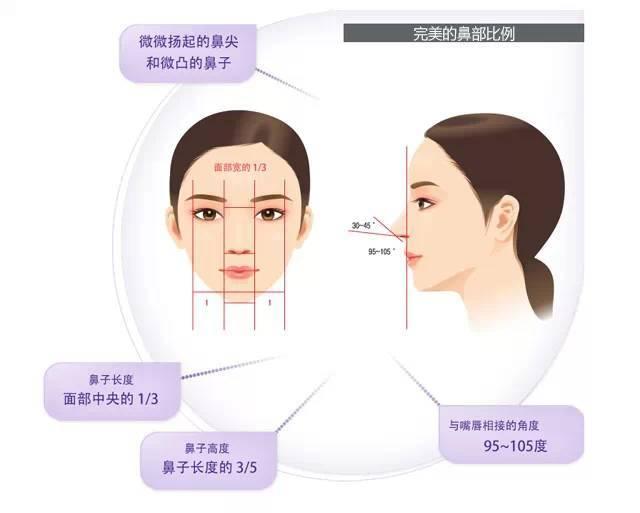 微微扬起的鼻尖
和微凸的鼻子
完美的鼻部比例
面部宽的 1/3
30~45°
95~105°
1
1
鼻子长度
面部中央的 1/3
鼻子高度
鼻子长度的 3/5
与嘴唇相接的角度
95~105度